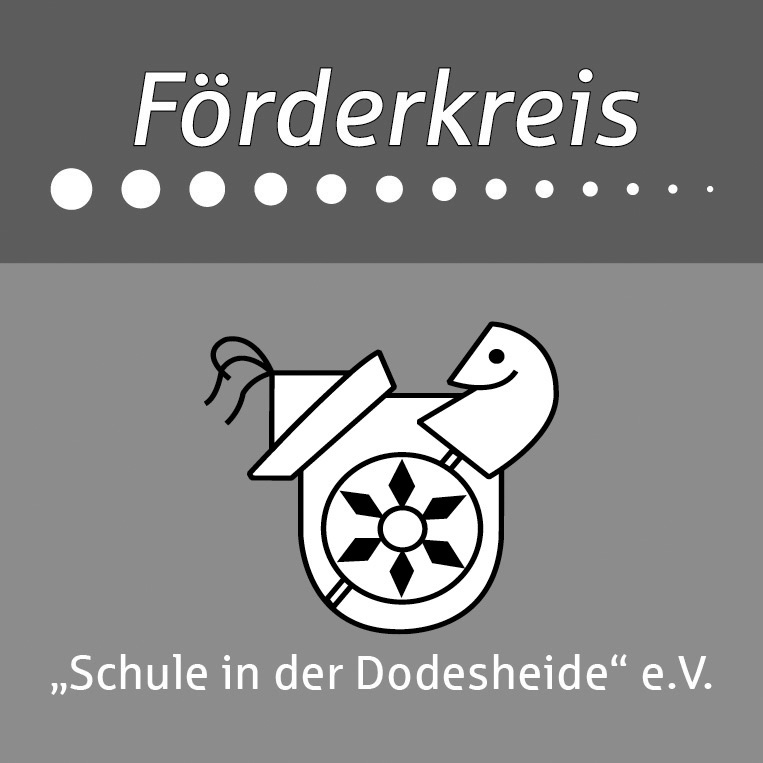 Förderkreis
„Schule in der Dodesheide“ e.V.